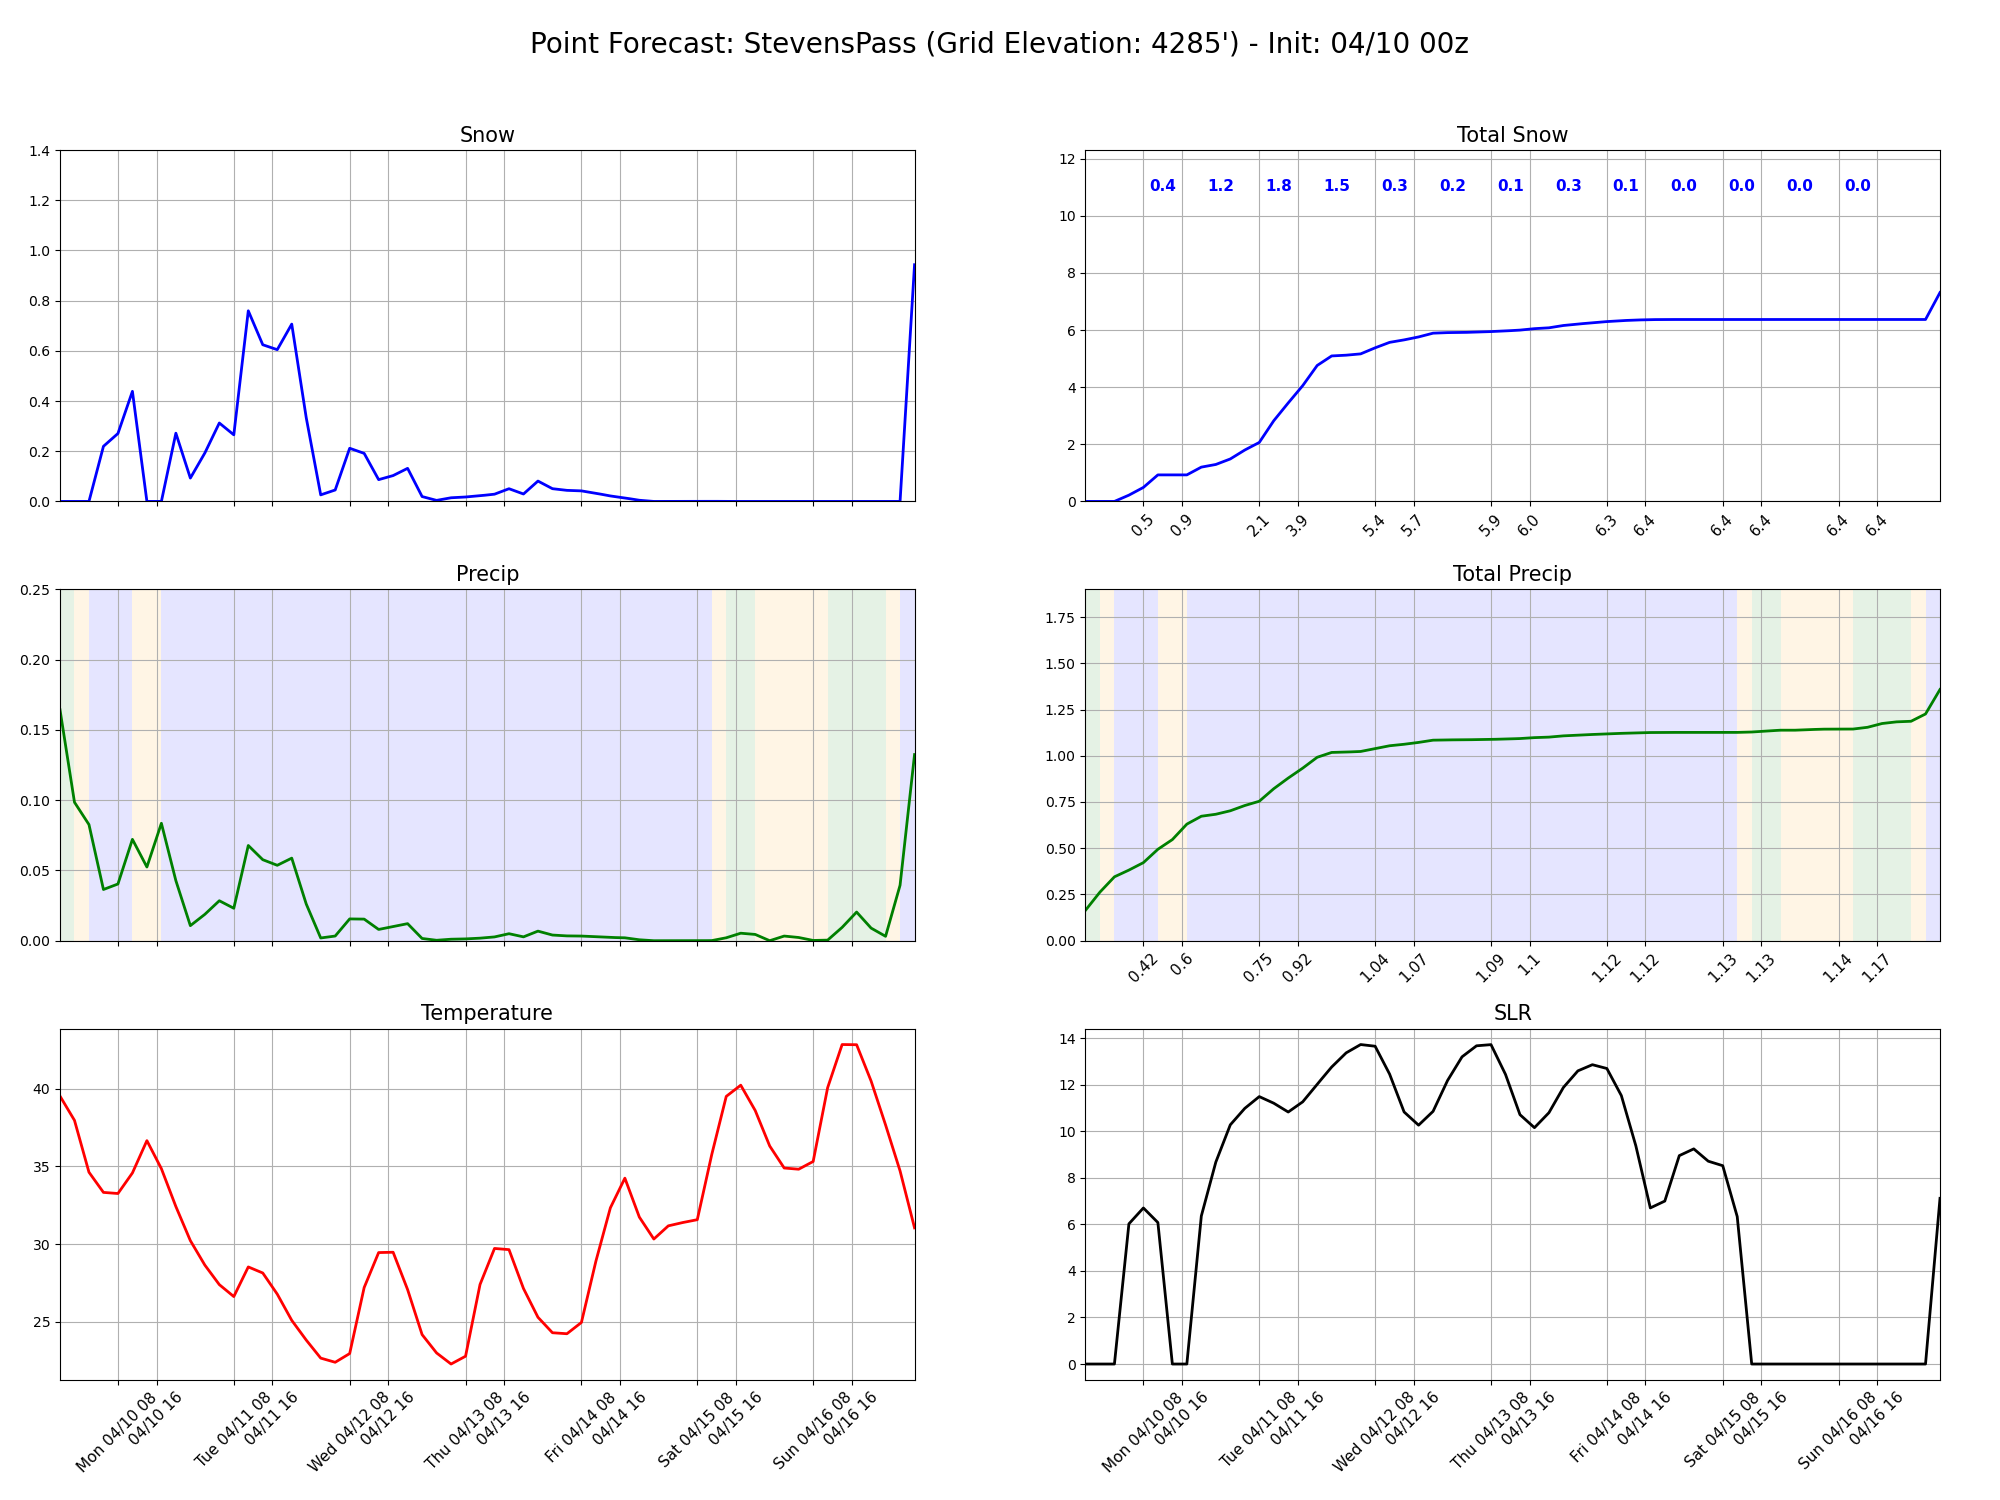 Point Forecast: StevensPass (Grid Elevation: 4285') - Init: 04/10 00z
Snow
1.4
1.2
1.0
0.8
0.6
0.4
0.2
0.0
Total Snow
12
10
8
6
4
2
0
0.4 1.2 1.8 1.5 0.3 0.2 0.1 0.3 0.1 0.0 0.0 0.0 0.0
0.5 0.9 2.1 3.9 5.4 5.7 5.9 6.0 6.3 6.4 6.4 6.4 6.4 6.4
Precip
0.25
0.20
0.15
0.10
0.05
0.00
Total Precip
1.75
1.50
1.25
1.00
0.75
0.50
0.25
0.00
0.42 0.6 0.75 0.92 1.04 1.07 1.09 1.1 1.12 1.12 1.13 1.13 1.14 1.17
Temperature
40
35
30
25
Mon 04/10 08
04/10 16
Tue 04/11 08
04/11 16
Wed 04/12 08
04/12 16
Thu 04/13 08
04/13 16
Fri 04/14 08
04/14 16
Sat 04/15 08
04/15 16
Sun 04/16 08
04/16 16
SLR
14
12
10
8
6
4
2
0
Mon 04/10 08
04/10 16
Tue 04/11 08
04/11 16
Wed 04/12 08
04/12 16
Thu 04/13 08
04/13 16
Fri 04/14 08
04/14 16
Sat 04/15 08
04/15 16
Sun 04/16 08
04/16 16